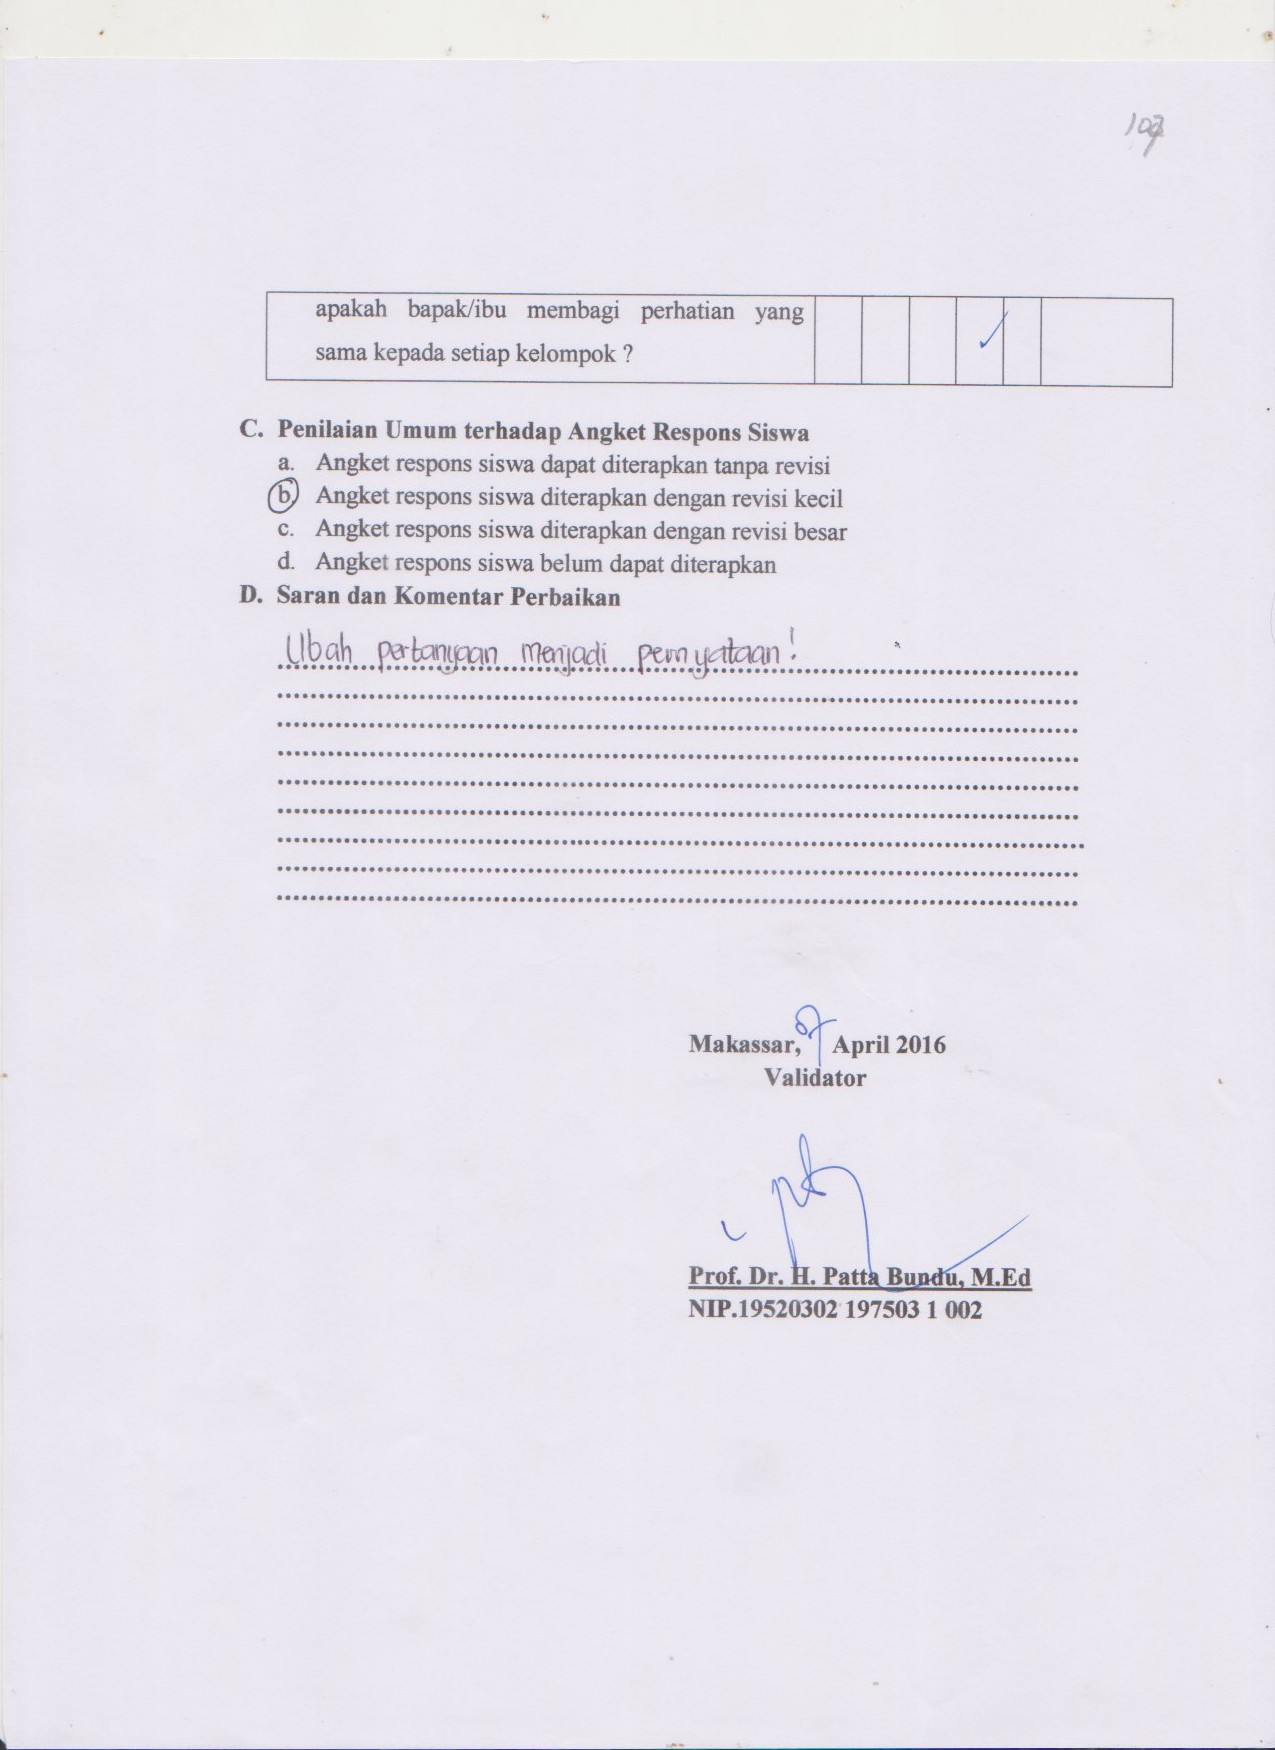 apakah bapak/ibu membagi perhatian yang
sama kepada setiap kelompok ?
C. Penilaian Umum terhadap Angket Respons Siswa
a. Angket respons siswa dapat diterapkan tanpa revisi
b. Angket respons siswa diterapkan dengan revisi kecil
c. Angket respons siswa diterapkan dengan revisi besar
d. Angket respons siswa belum dapat diterapkan
D. Saran dan Komentar Perbaikan
Ubah pertanyaan menjadi pernyataan!
Makassar, 07 April 2016
Validator
Prof. Dr. H. Patta Bundu, M.Ed
NIP.19520302 197503 1 002